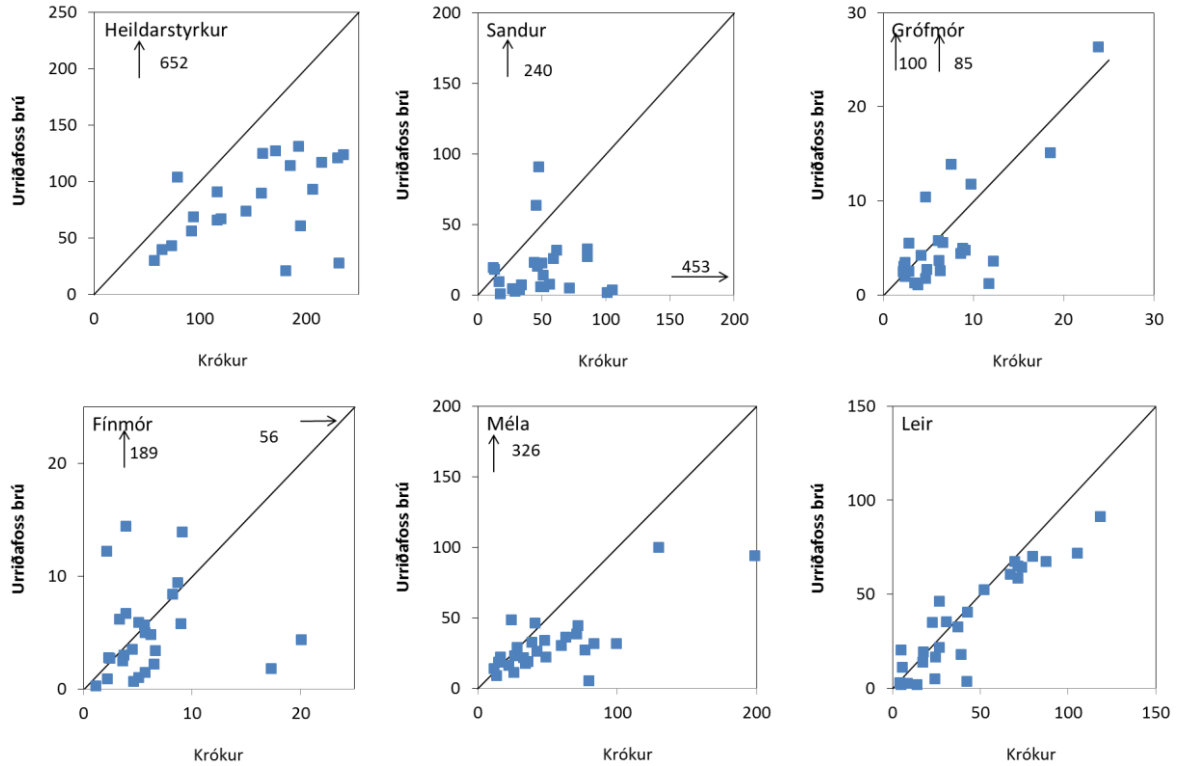 Heildarstyrkur
652
250
200
150
100
50
0
0 100 200
Urriðafoss brú
Krókur
Sandur
240
453
200
150
100
50
0
0 50 100 150 200
Urriðafoss brú
Krókur
Grófmór
100 85
30
20
10
0
0 10 20 30
Urriðafoss brú
Krókur
Fínmór
189
56
20
10
0
0 10 20
Urriðafoss brú
Krókur
Méla
326
200
150
100
50
0
0 100 200
Urriðafoss brú
Krókur
Leir
150
100
50
0
0 50 100 150
Urriðafoss brú
Krókur